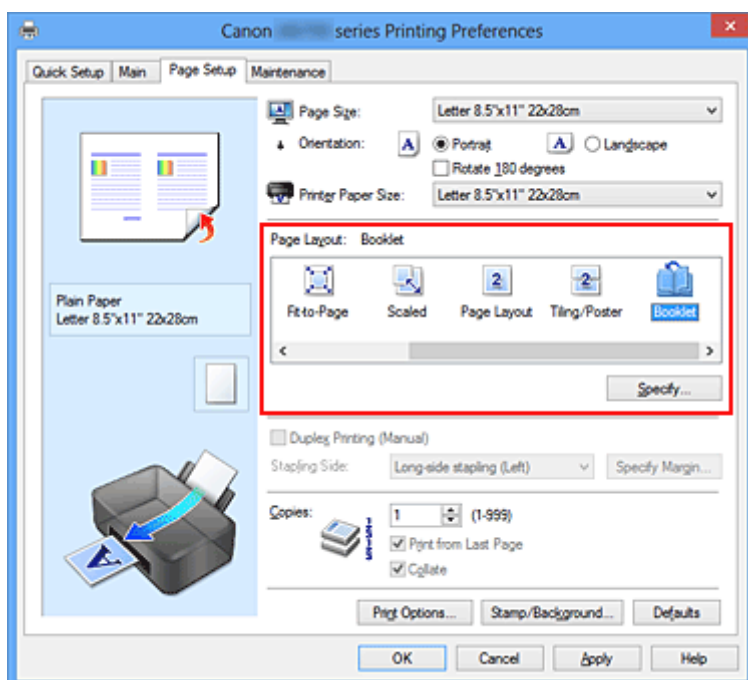 Canon series Printing Preferences
Quick Setup Main Page Setup Maintenance
Page Size: Letter 8.5"x11" 22x28cm
Orientation: A Portrait A Landscape
Rotate 180 degrees
Printer Paper Size: Letter 8.5"x11" 22x28cm
Page Layout: Booklet
Fit-to-Page Scaled Page Layout Tiling/Poster Booklet
Specify...
Plain Paper
Letter 8.5"x11" 22x28cm
Duplex Printing (Manual)
Stapling Side: Long-side stapling (Left) Specify Margin...
Copies: 1 (1-999)
Print from Last Page
Collate
Print Options... Stamp/Background... Defaults
OK Cancel Apply Help